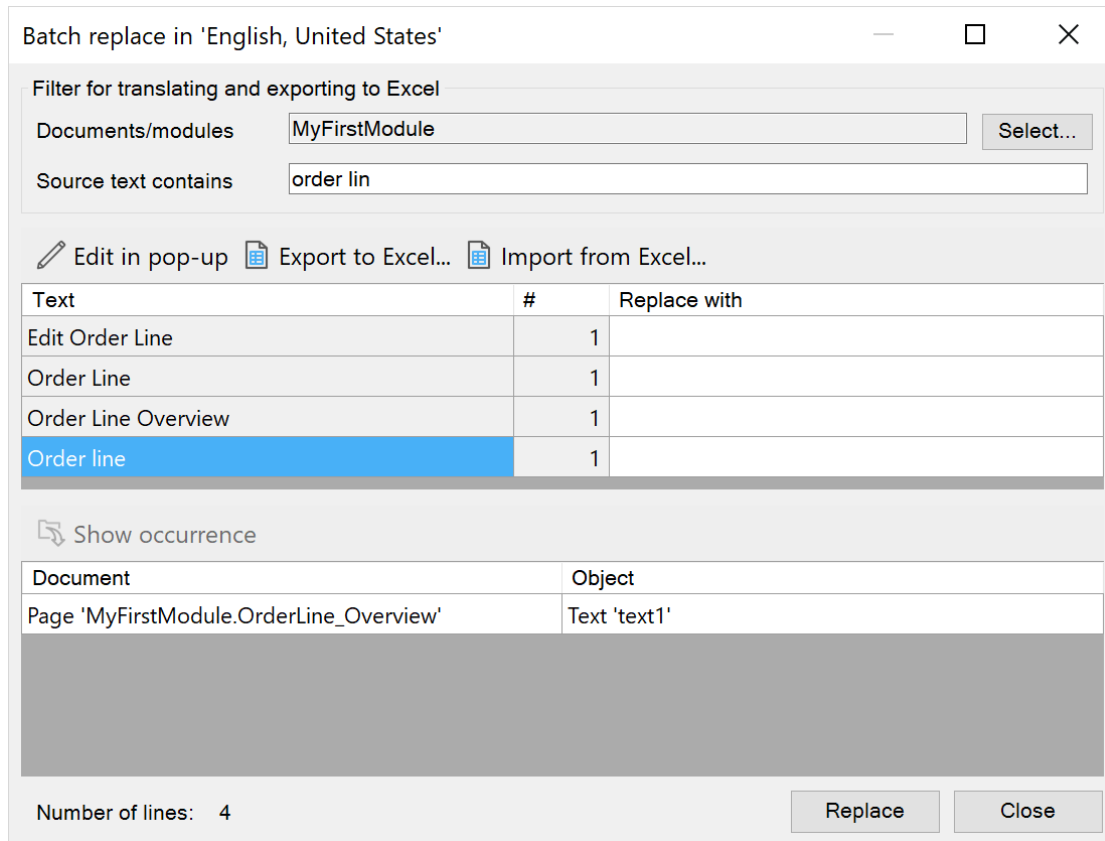 Batch replace in 'English, United States'
Filter for translating and exporting to Excel
Documents/modules MyFirstModule Select...
Source text contains order lin
Edit in pop-up Export to Excel... Import from Excel...
Text # Replace with
Edit Order Line 1
Order Line 1
Order Line Overview 1
Order line 1
Show occurrence
Document Object
Page 'MyFirstModule.OrderLine_Overview' Text 'text1'
Number of lines: 4 Replace Close